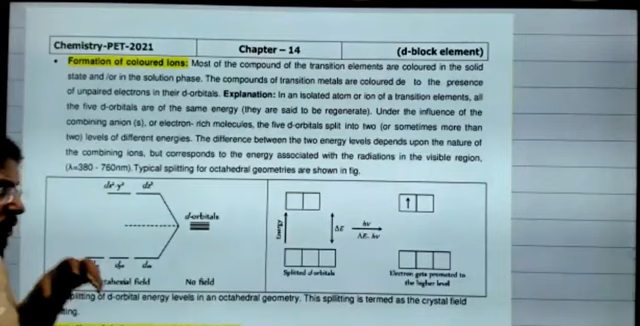 Chemistry-PET-2021
Chapter – 14
(d-block element)
• Formation of coloured ions: Most of the compound of the transition elements are coloured in the solid
state and /or in the solution phase. The compounds of transition metals are coloured de to the presence
of unpaired electrons in their d-orbitals. Explanation: In an isolated atom or ion of a transition elements, all
the five d-orbitals are of the same energy (they are said to be regenerate). Under the influence of the
combining anion (s), or electron- rich molecules, the five d-orbitals split into two (or sometimes more than
two) levels of different energies. The difference between the two energy levels depends upon the nature of
the combining ions, but corresponds to the energy associated with the radiations in the visible region,
(λ=380 - 760nm). Typical splitting for octahedral geometries are shown in fig.
d-orbitals
field
No field
Energy
ΔE
hν
ΔE. hν
Splitted d orbitals
↑
Electron gets promoted to
the higher level
of d-orbital energy levels in an octahedral geometry. This splitting is termed as the crystal field